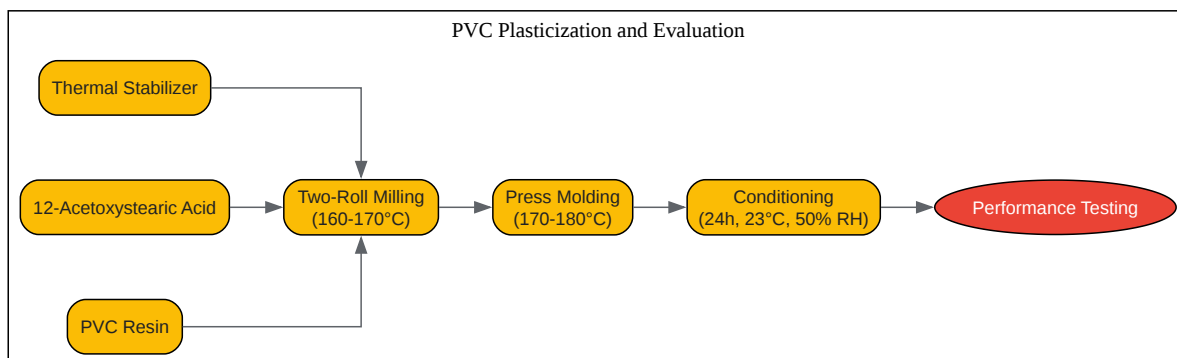 PVC Plasticization and Evaluation
Thermal Stabilizer
12-Acetoxystearic Acid
Two-Roll Milling
(160-170°C)
Press Molding
(170-180°C)
Conditioning
(24h, 23°C, 50% RH)
Performance Testing
PVC Resin